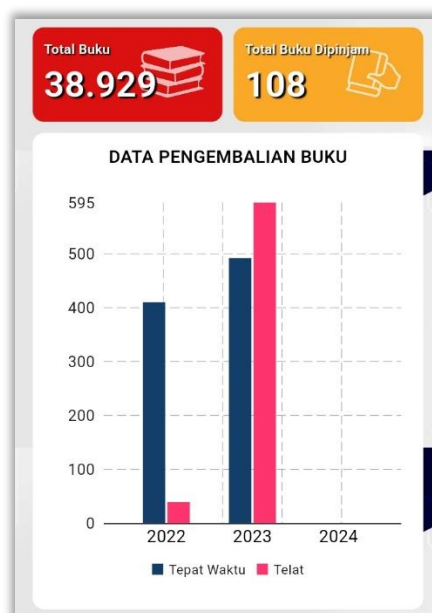 Total Buku
38.929
Total Buku Dipinjam
108
DATA PENGEMBALIAN BUKU
595
500
400
300
200
100
0
2022 2023 2024
Tepat Waktu Telat